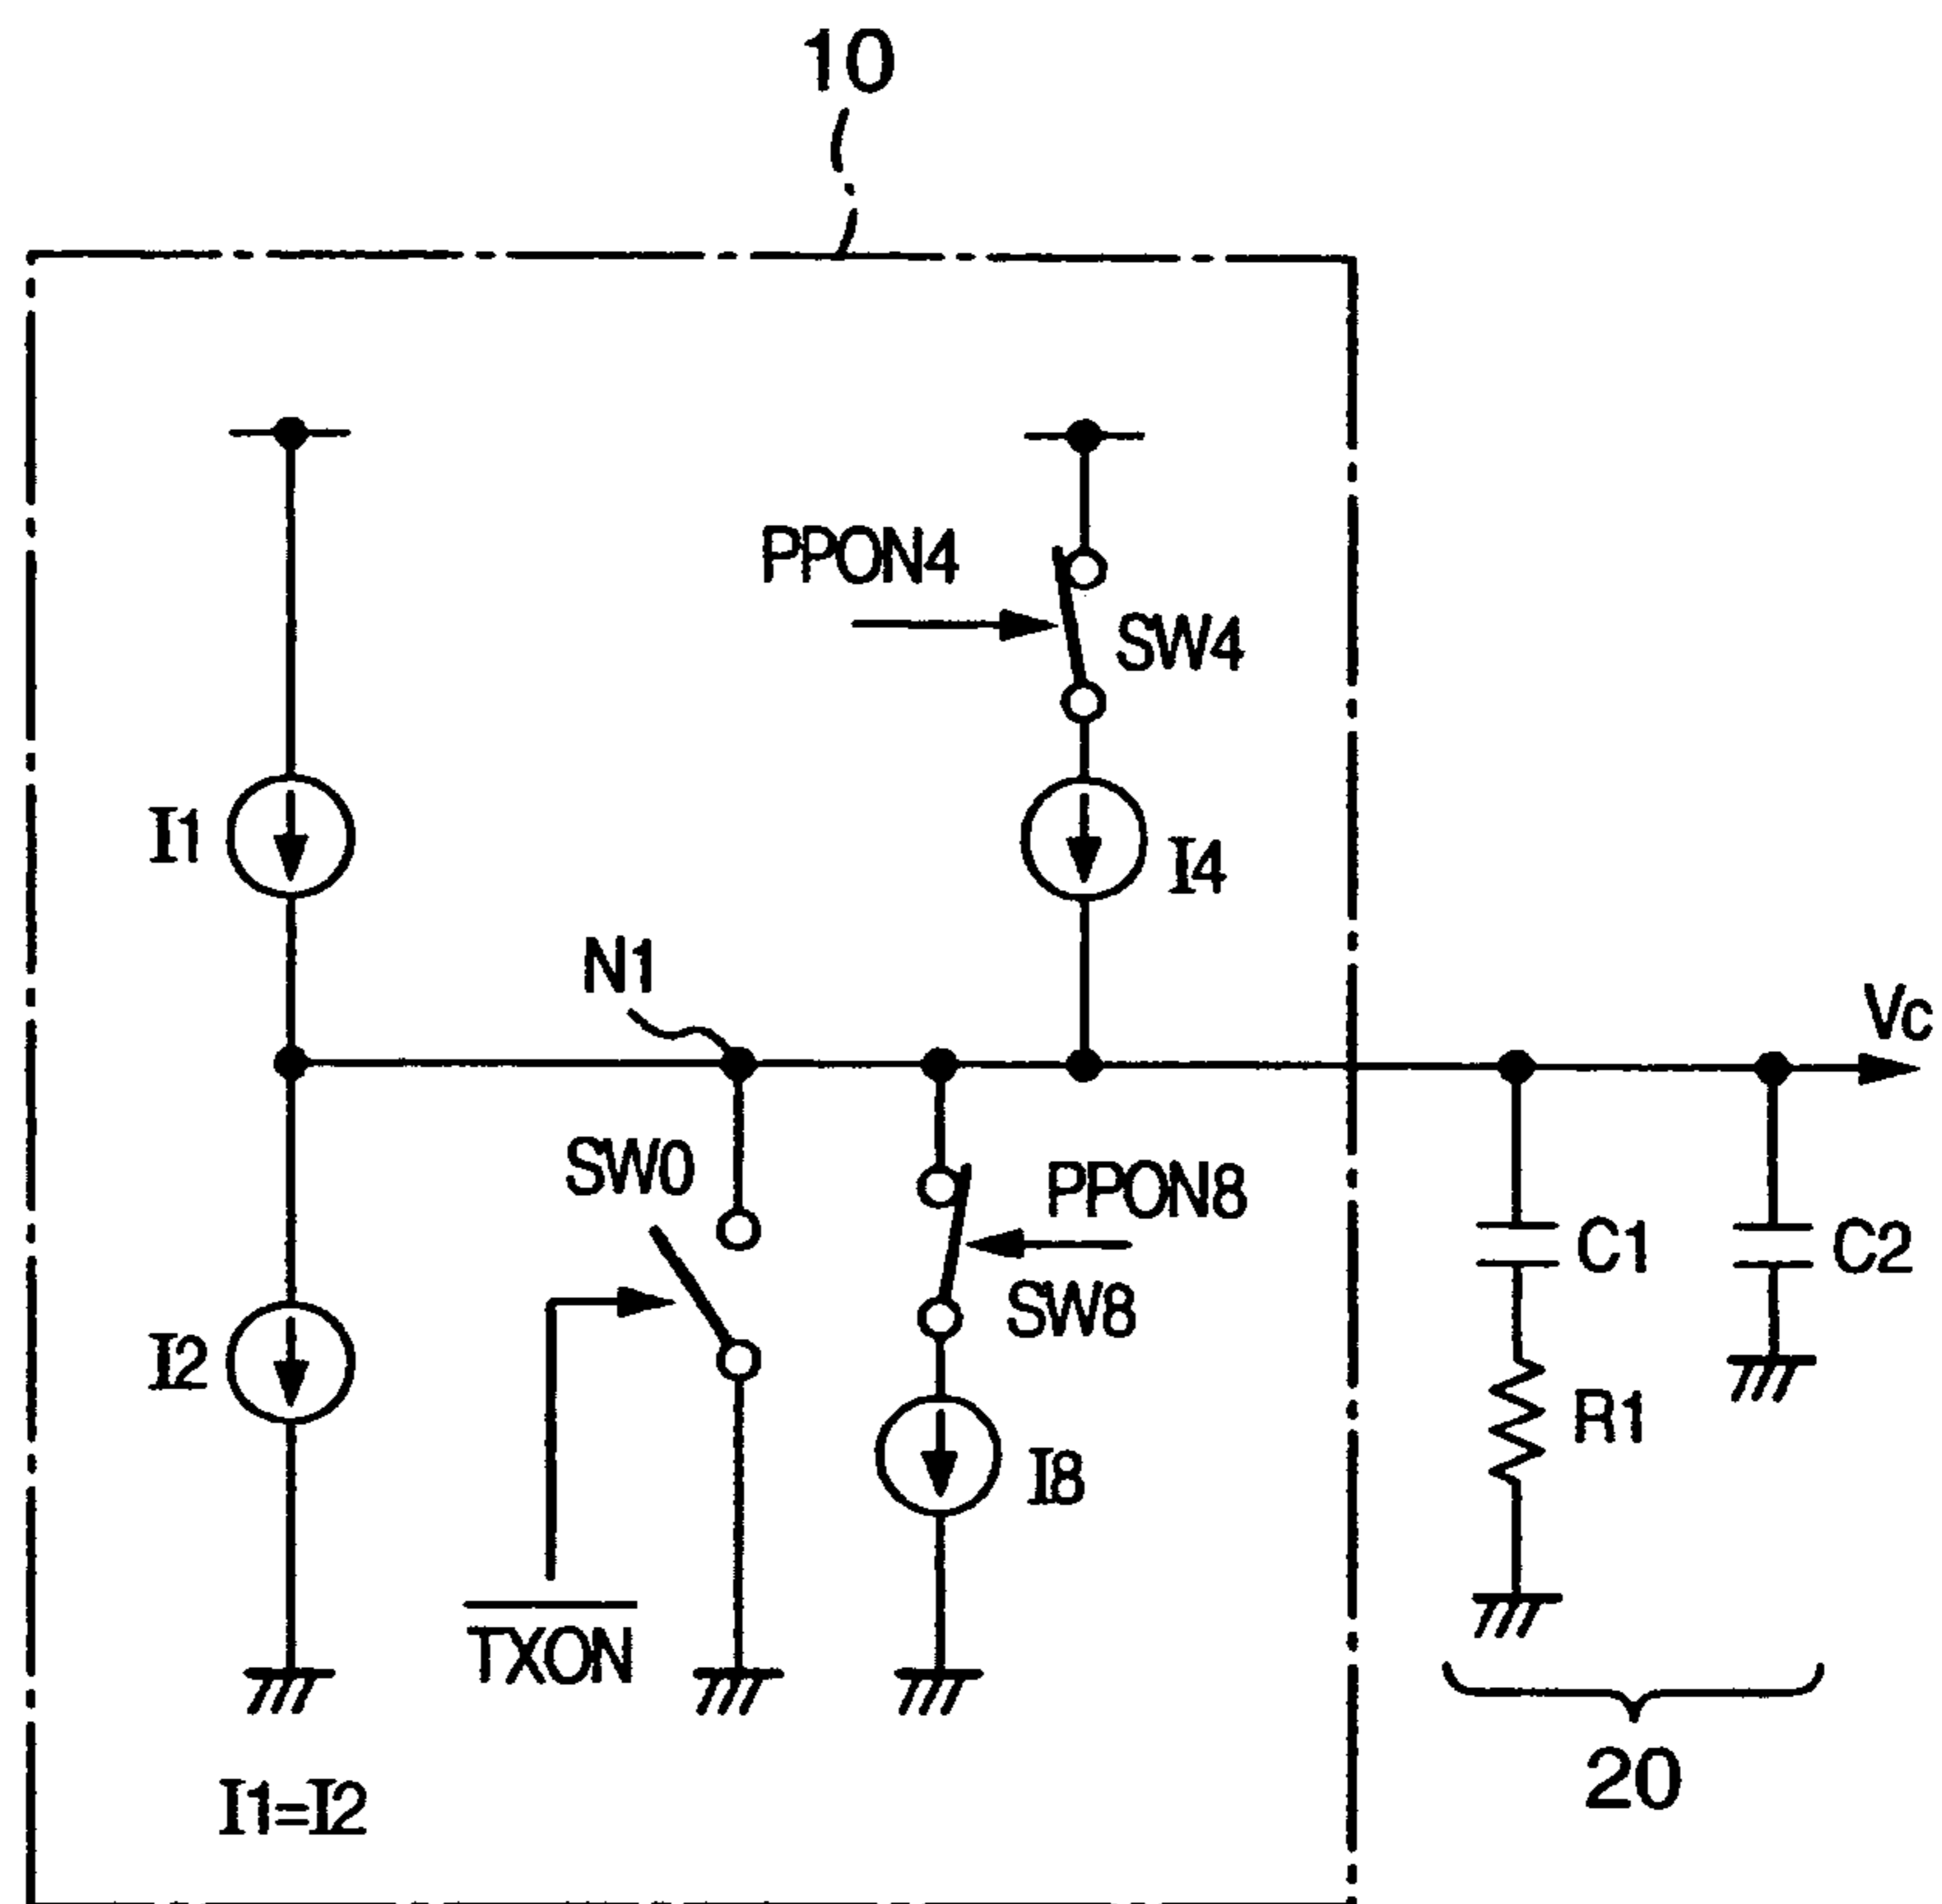 10
PPON4
SW4
I1
I4
N1
Vc
SW0
PPON8
C1
C2
SW8
I2
R1
I8
TXON
20
I1=I2